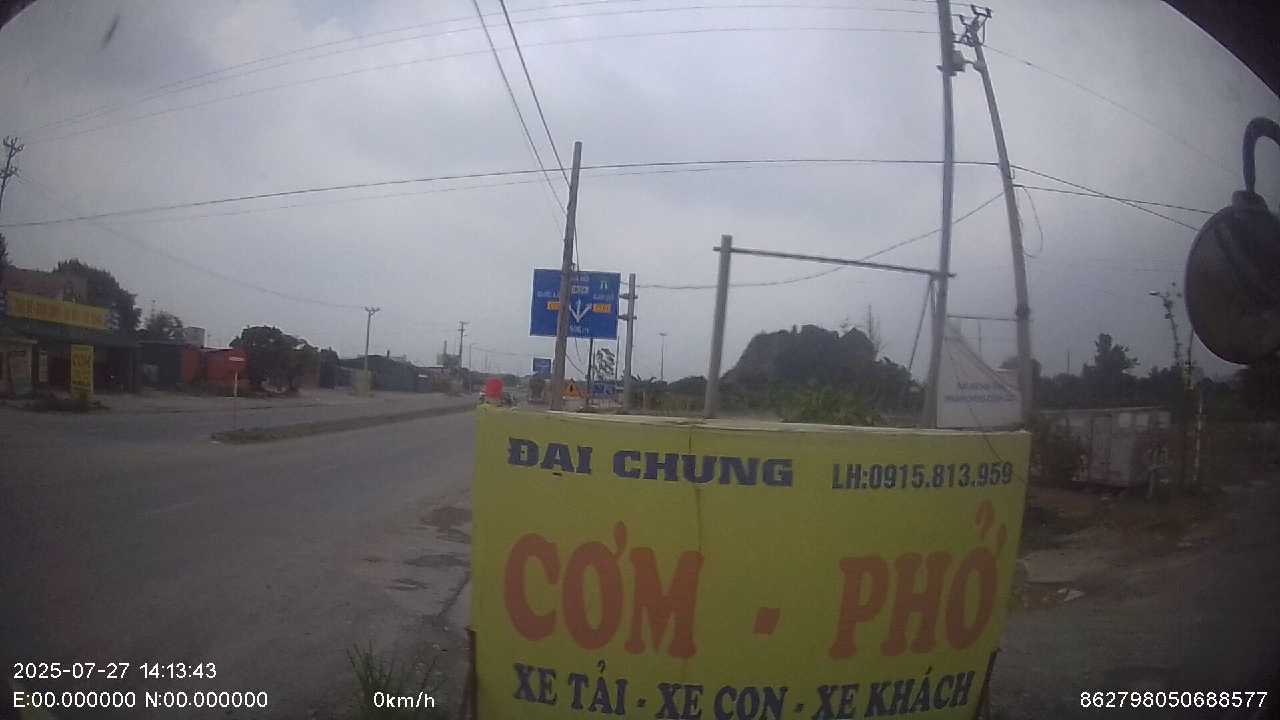 ĐẠI CHUNG
LH:0915.813.959
CƠM - PHỞ
XE TẢI - XE CON - XE KHÁCH
2025-07-27 14:13:43
E:00.000000 N:00.000000
0km/h
862798050688577